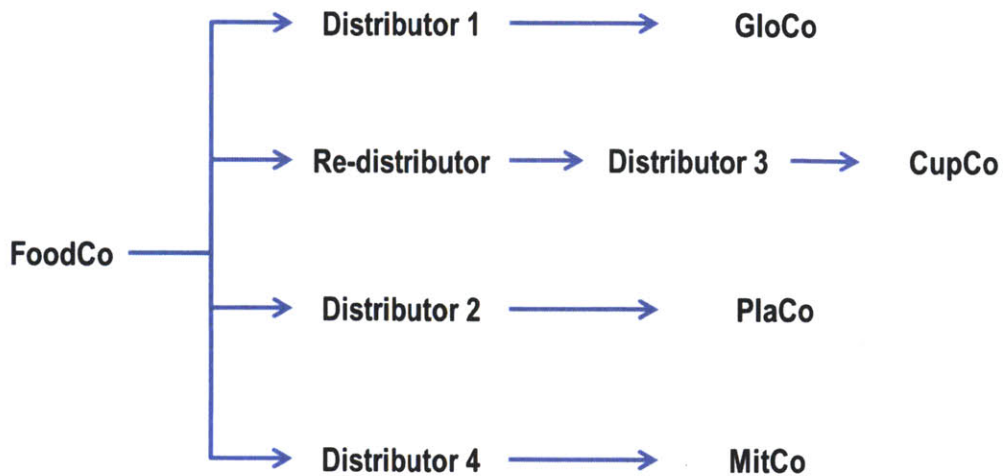 Distributor 1 GloCo
Re-distributor Distributor 3 CupCo
FoodCo
Distributor 2 PlaCo
Distributor 4 MitCo